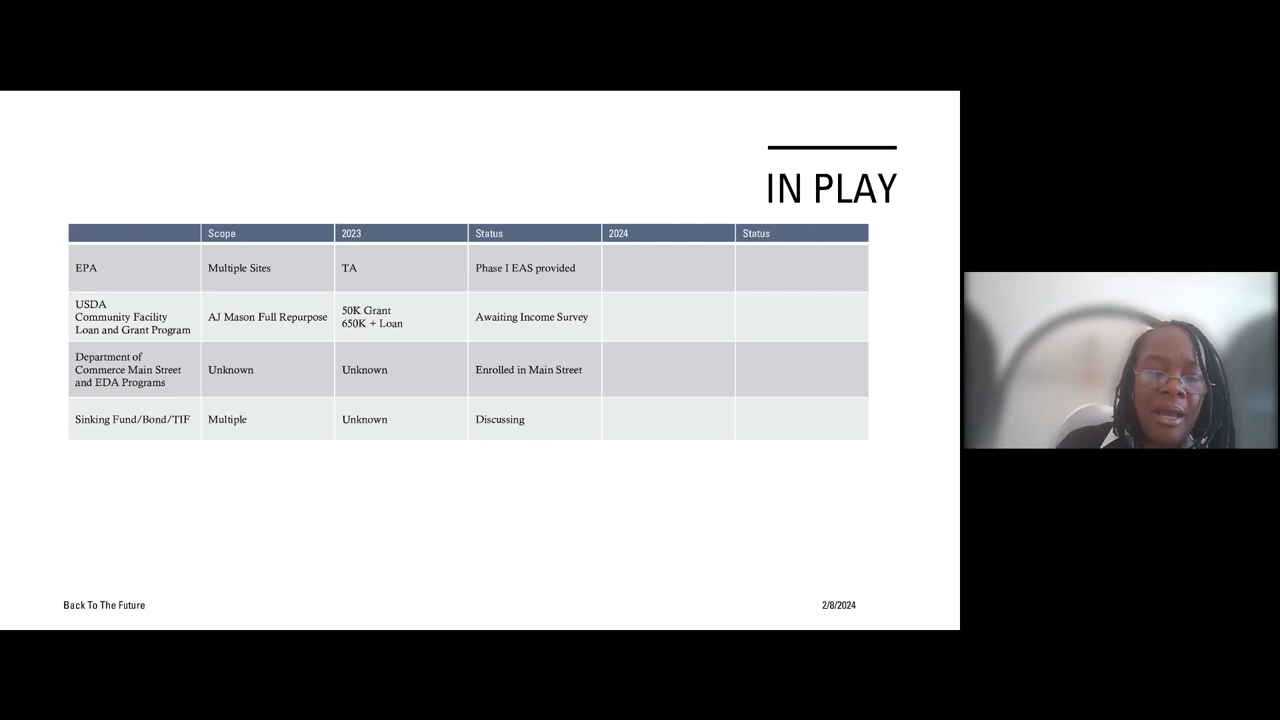 IN PLAY
Scope 2023 Status 2024 Status
EPA Multiple Sites TA Phase I EAS provided
USDA
Community Facility
Loan and Grant Program
AJ Mason Full Repurpose
50K Grant
650K + Loan
Awaiting Income Survey
Department of
Commerce Main Street
and EDA Programs
Unknown
Unknown
Enrolled in Main Street
Sinking Fund/Bond/TIF Multiple Unknown Discussing
Back To The Future 2/8/2024